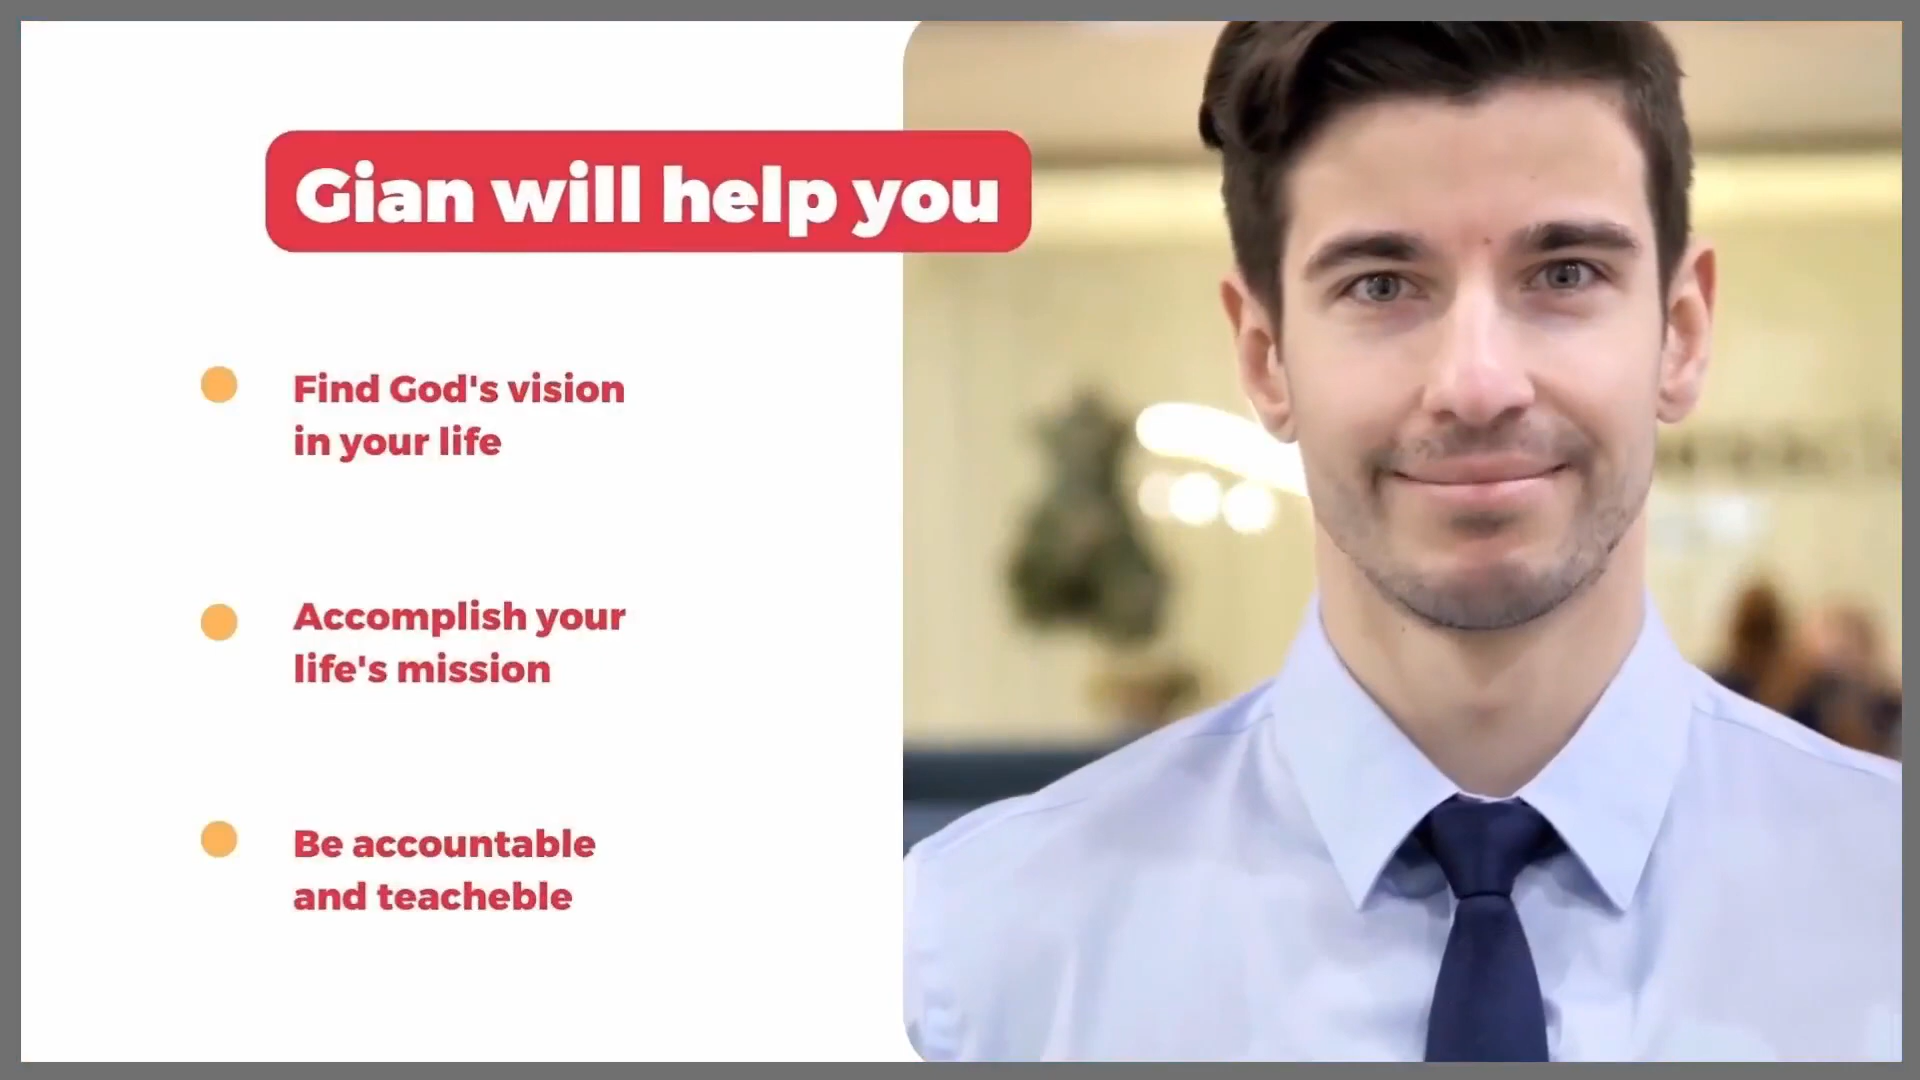 Gian will help you
Find God's vision
in your life
Accomplish your
life's mission
Be accountable
and teacheble